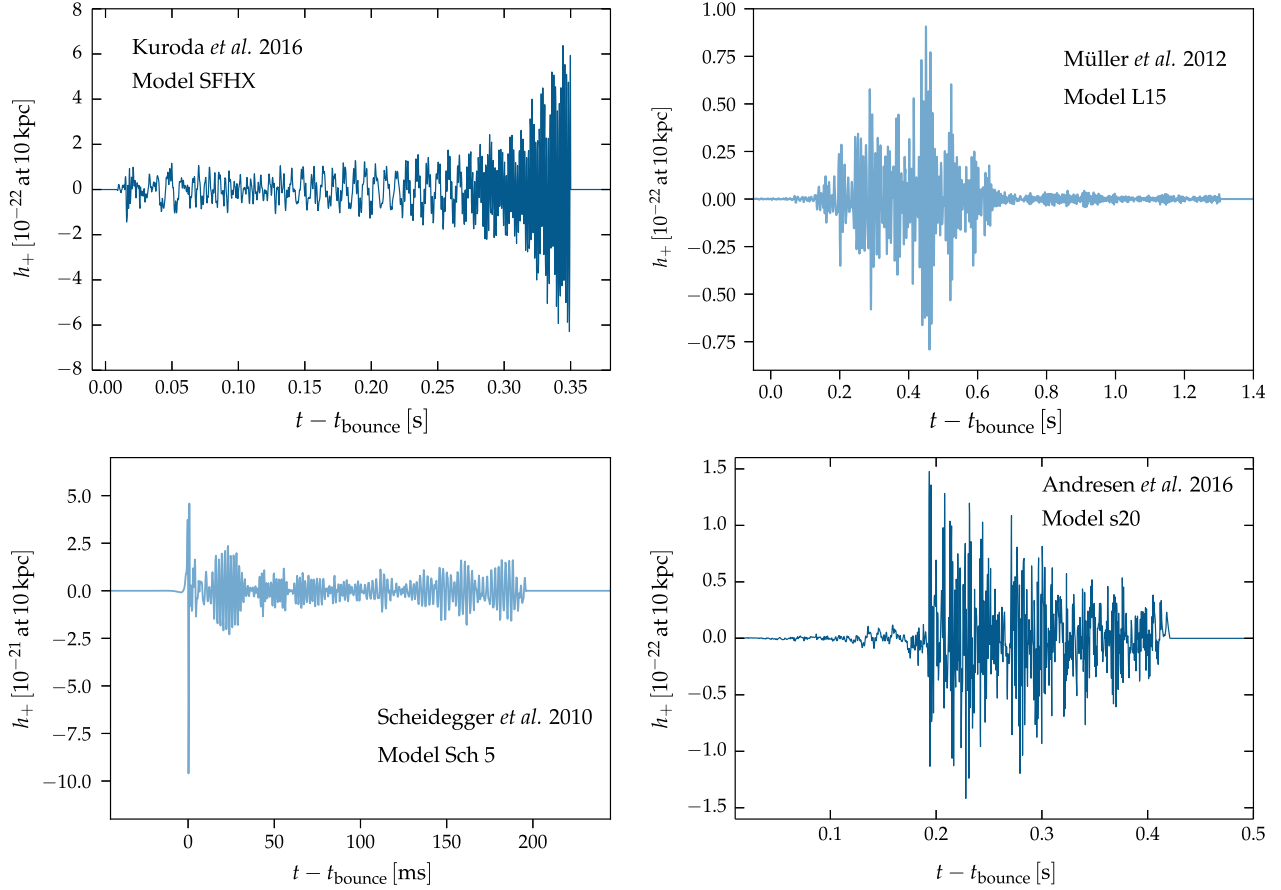 8
6
4
2
0
−2
−4
−6
−8
h₊ [10⁻²² at 10 kpc]
Kuroda et al. 2016
Model SFHX
0.00 0.05 0.10 0.15 0.20 0.25 0.30 0.35
t − t_bounce [s]
1.00
0.75
0.50
0.25
0.00
−0.25
−0.50
−0.75
h₊ [10⁻²² at 10 kpc]
Müller et al. 2012
Model L15
0.0 0.2 0.4 0.6 0.8 1.0 1.2 1.4
t − t_bounce [s]
5.0
2.5
0.0
−2.5
−5.0
−7.5
−10.0
h₊ [10⁻²¹ at 10 kpc]
Scheidegger et al. 2010
Model Sch 5
0 50 100 150 200
t − t_bounce [ms]
1.5
1.0
0.5
0.0
−0.5
−1.0
−1.5
h₊ [10⁻²² at 10 kpc]
Andresen et al. 2016
Model s20
0.1 0.2 0.3 0.4 0.5
t − t_bounce [s]